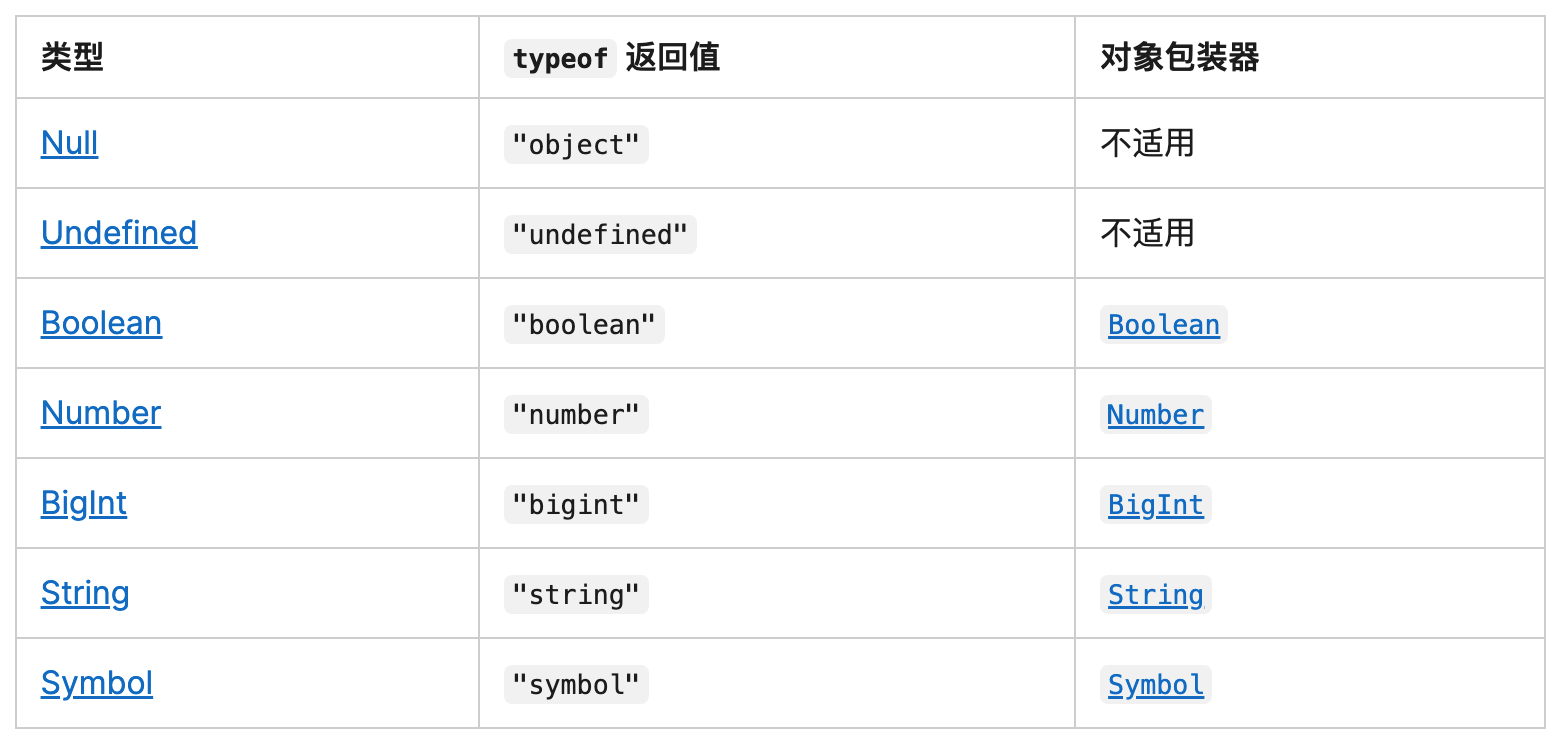 类型 typeof 返回值 对象包装器
Null "object" 不适用
Undefined "undefined" 不适用
Boolean "boolean" Boolean
Number "number" Number
BigInt "bigint" BigInt
String "string" String
Symbol "symbol" Symbol